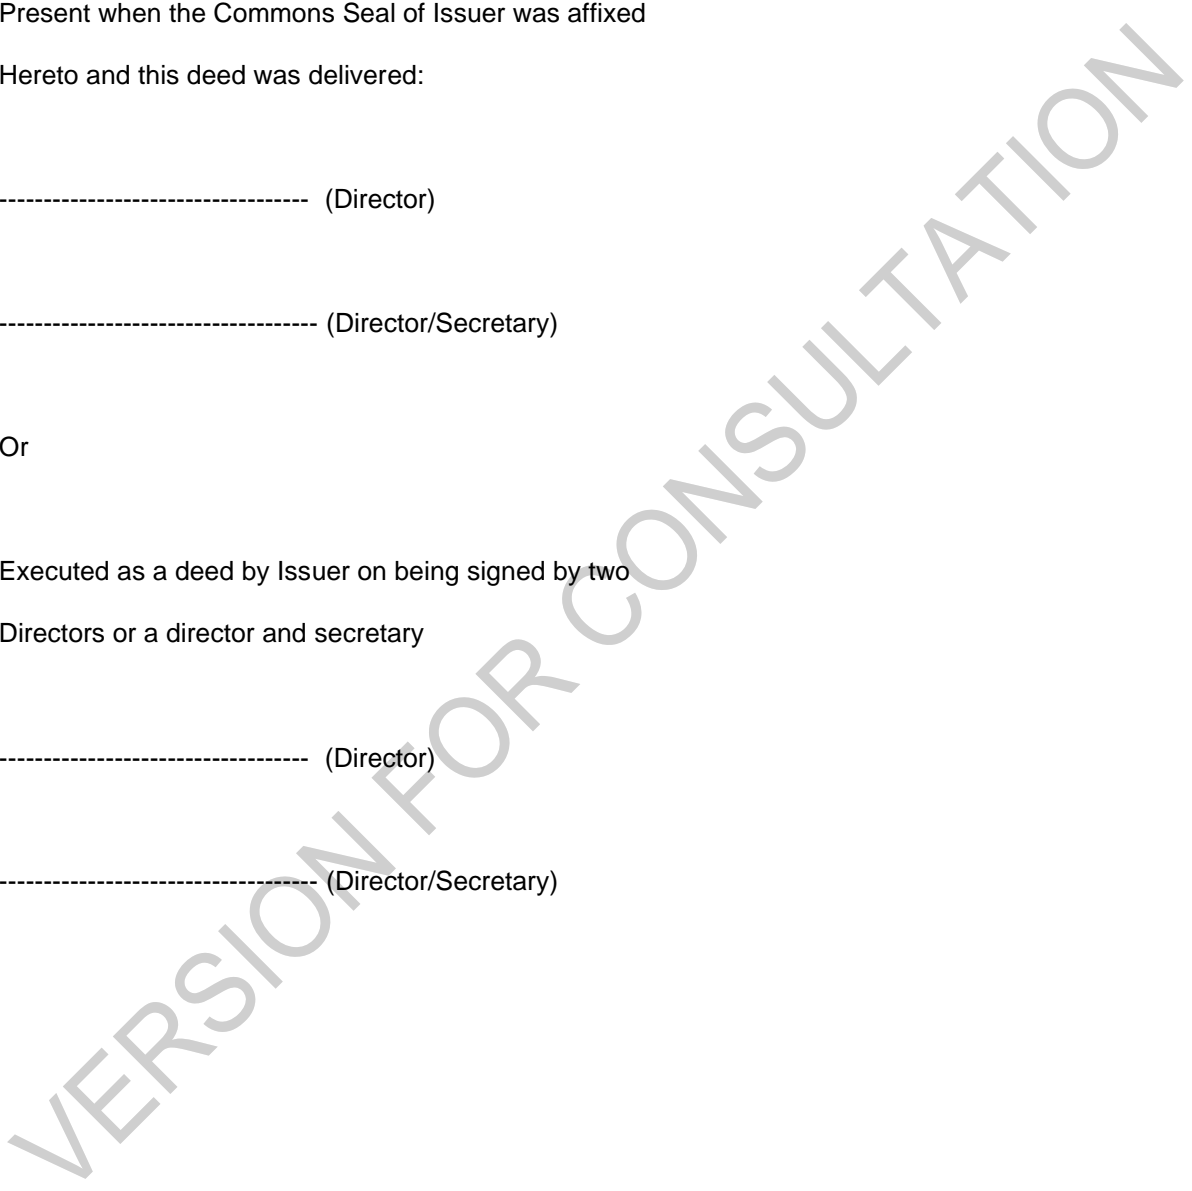 Present when the Commons Seal of Issuer was affixed
Hereto and this deed was delivered:
----------------------------------- (Director)
------------------------------------ (Director/Secretary)
Or
Executed as a deed by Issuer on being signed by two
Directors or a director and secretary
----------------------------------- (Director)
------------------------------------ (Director/Secretary)
VERSION FOR CONSULTATION